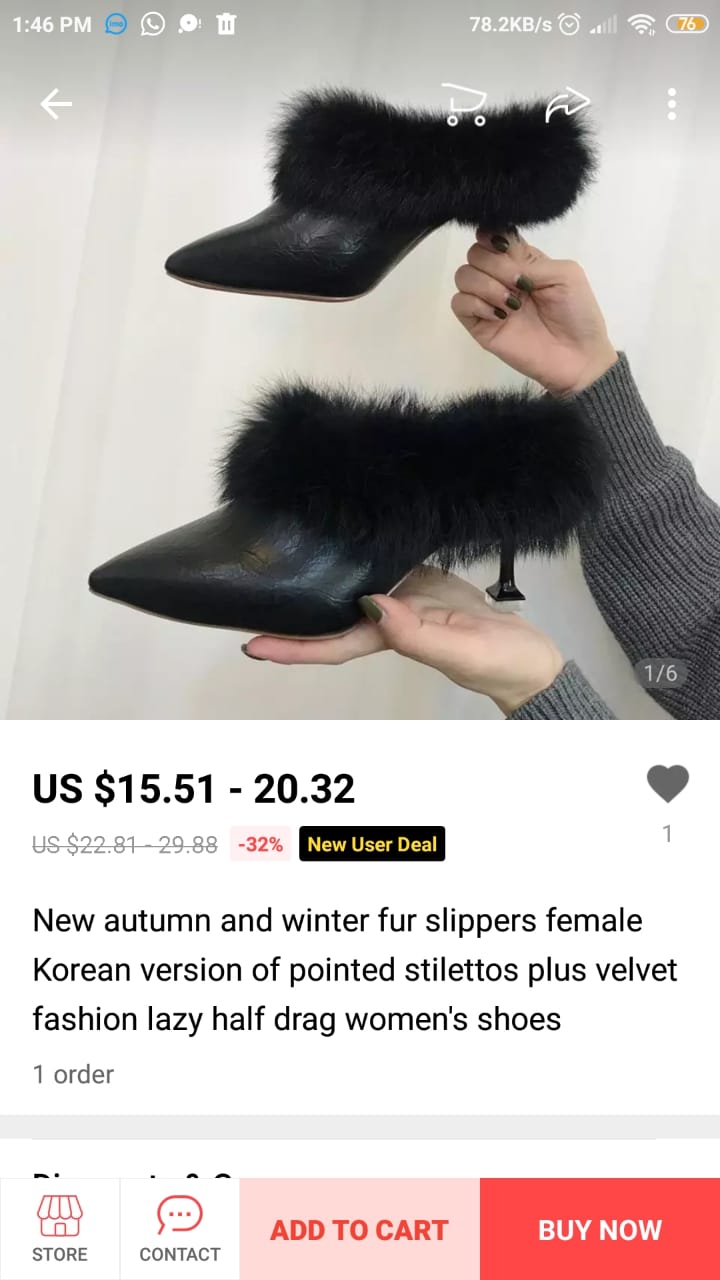 1:46 PM
78.2KB/s
76
1/6
US $15.51 - 20.32
1
US $22.81 - 29.88
-32%
New User Deal
New autumn and winter fur slippers female
Korean version of pointed stilettos plus velvet
fashion lazy half drag women's shoes
1 order
STORE
CONTACT
ADD TO CART
BUY NOW